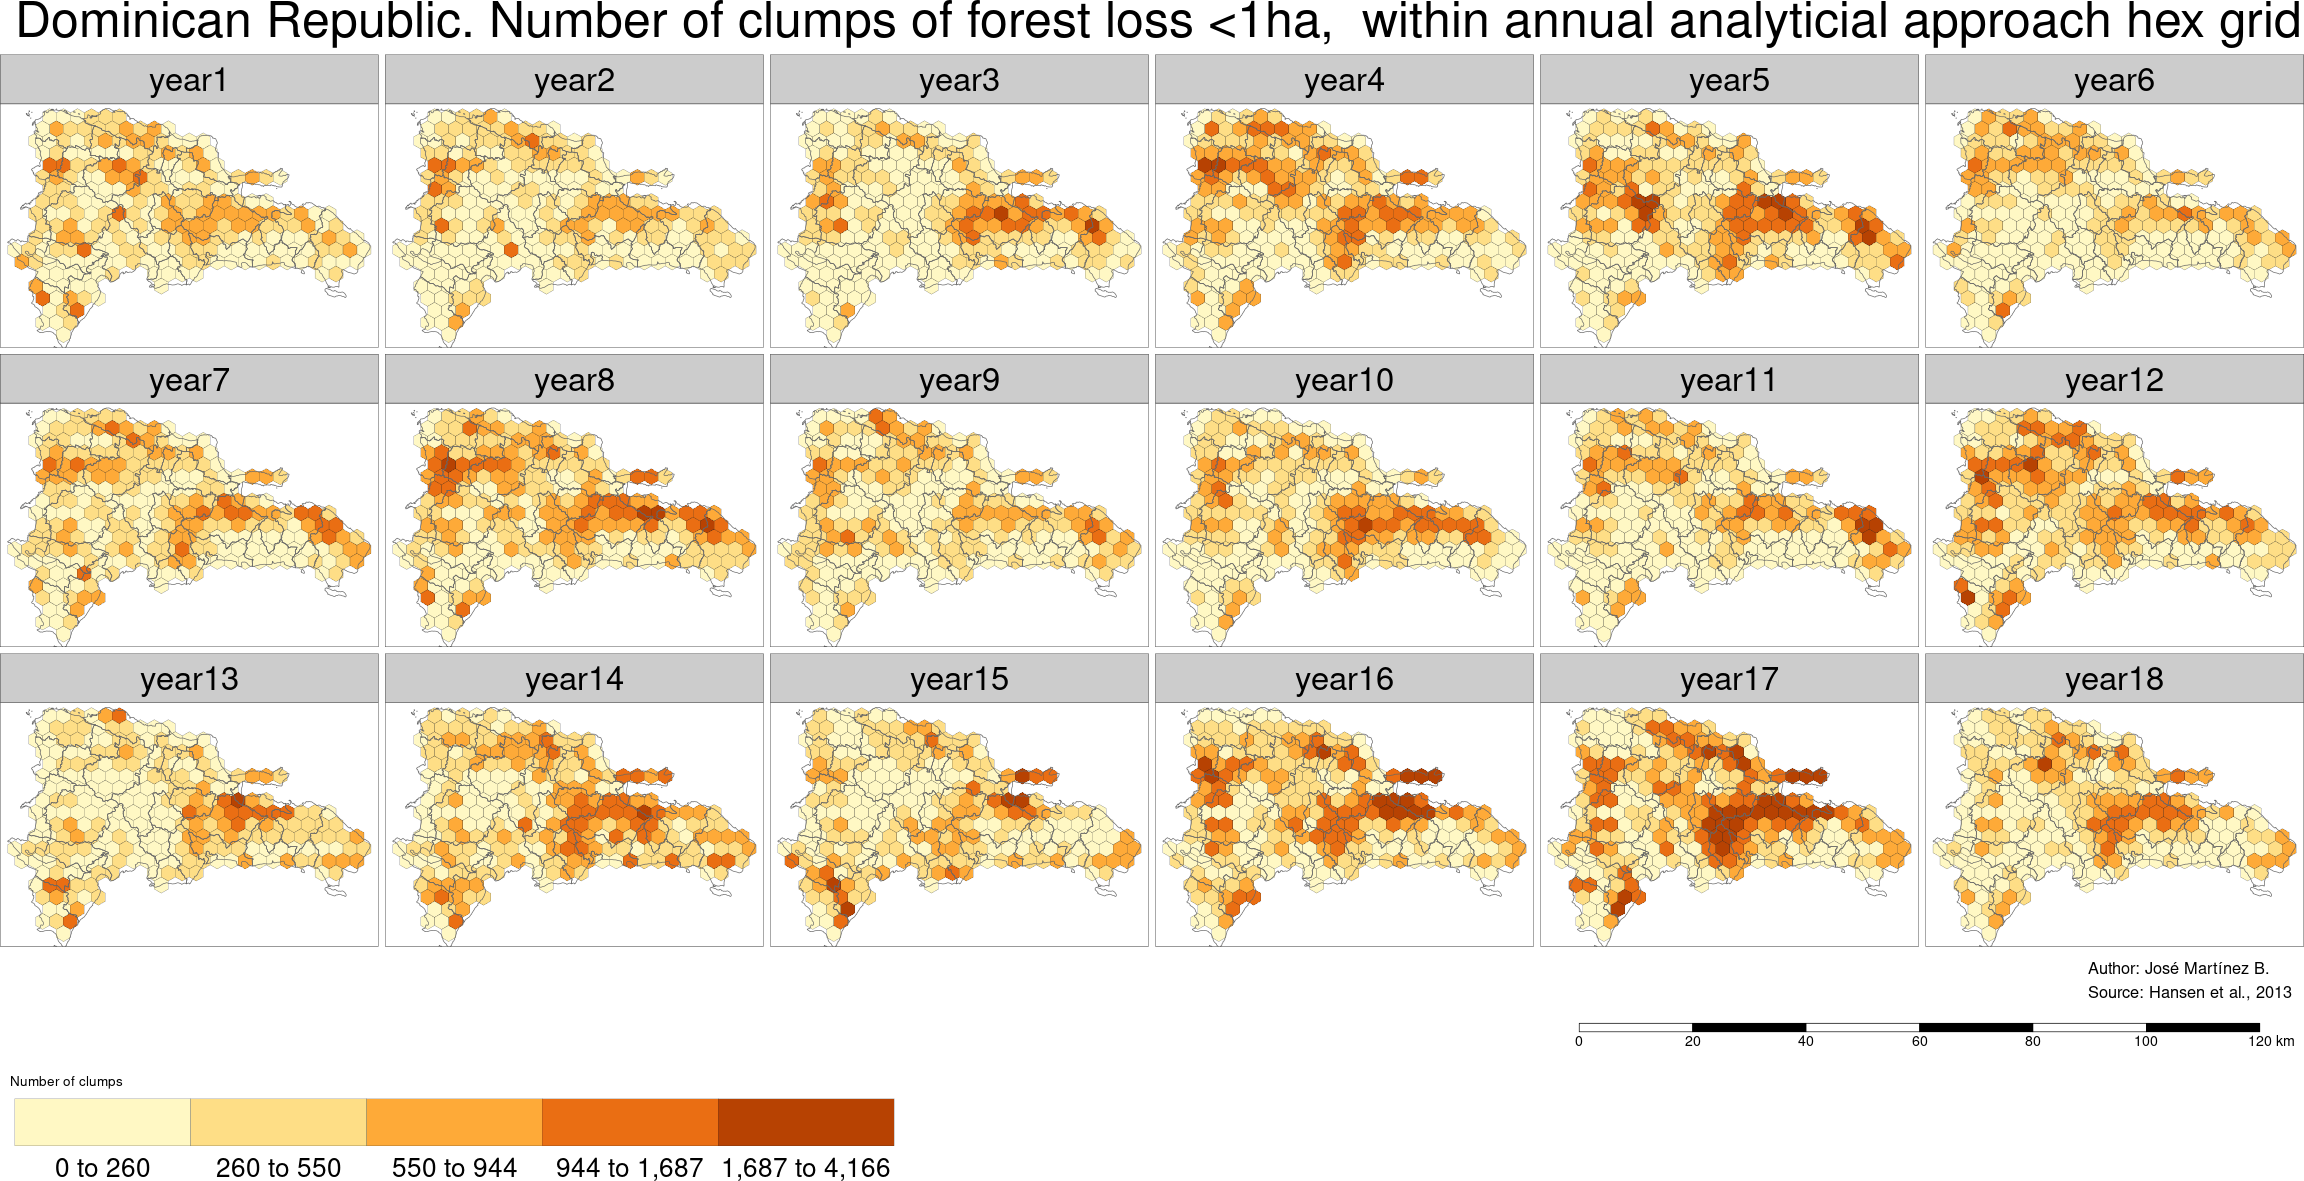 Dominican Republic. Number of clumps of forest loss <1ha,  within annual analyticial approach hex grid
year1
year2
year3
year4
year5
year6
year7
year8
year9
year10
year11
year12
year13
year14
year15
year16
year17
year18
Author: José Martínez B.
Source: Hansen et al., 2013
0 20 40 60 80 100 120 km
Number of clumps
0 to 260
260 to 550
550 to 944
944 to 1,687
1,687 to 4,166